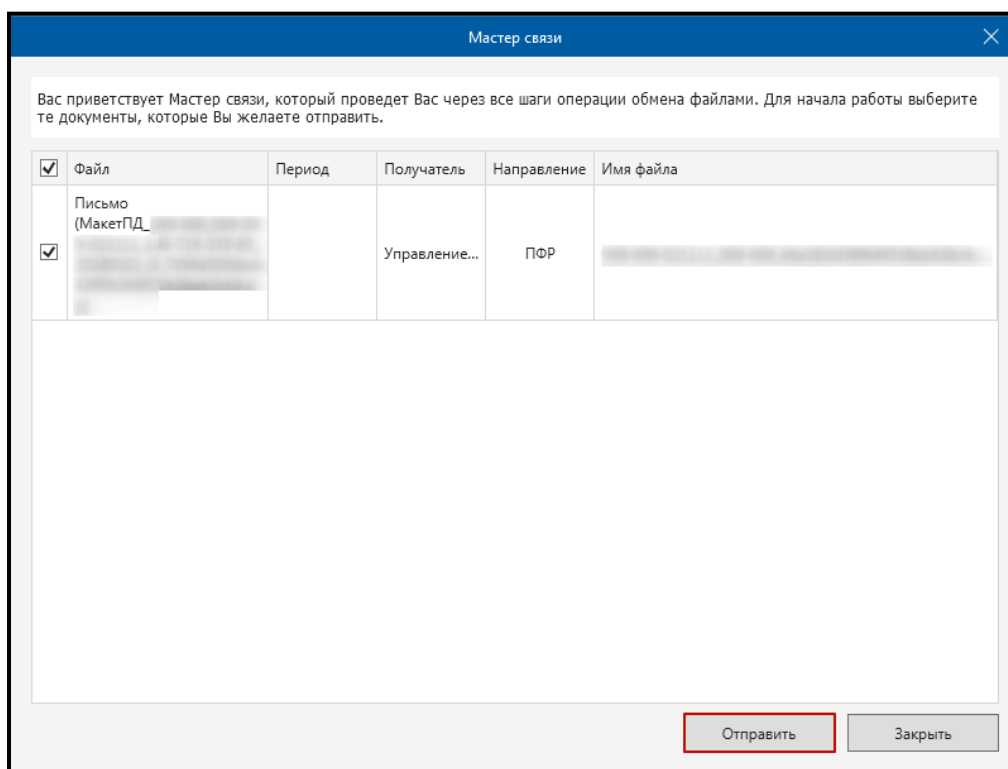 Мастер связи
Вас приветствует Мастер связи, который проведет Вас через все шаги операции обмена файлами. Для начала работы выберите
те документы, которые Вы желаете отправить.
Файл Период Получатель Направление Имя файла
Письмо
(МакетПД_
Управление... ПФР
Отправить Закрыть